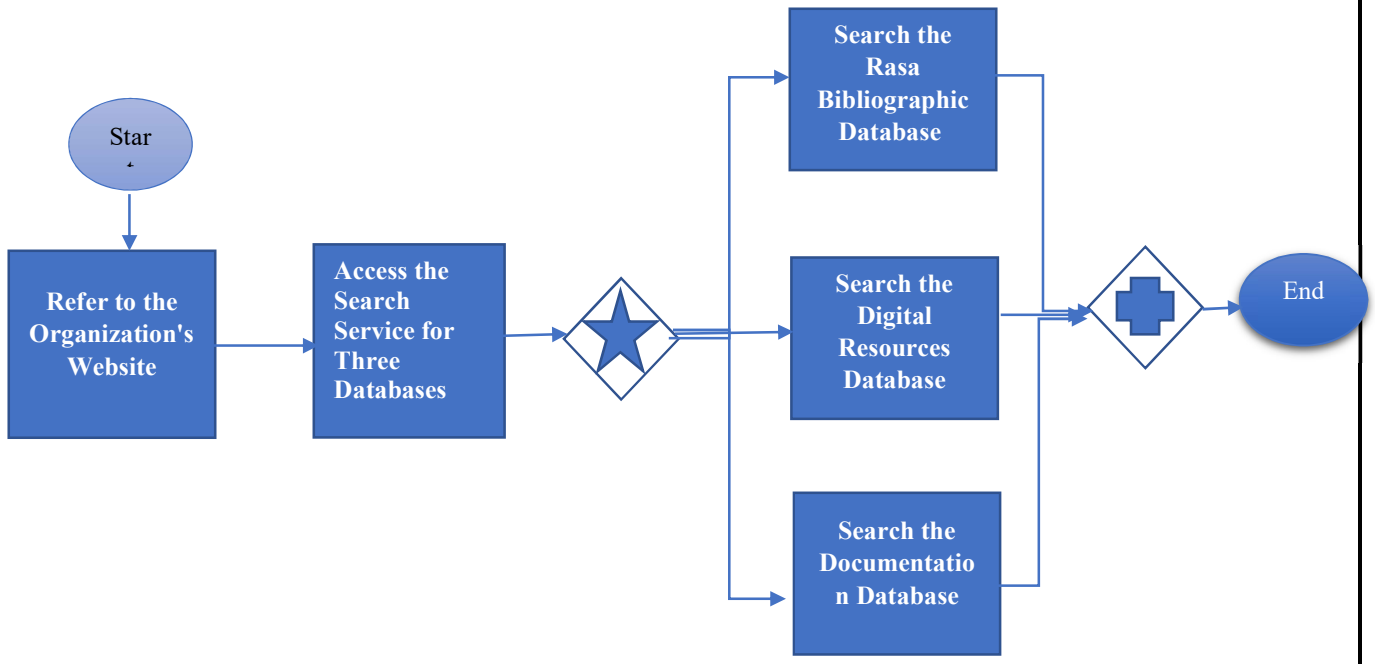 Star
Refer to the
Organization's
Website
Access the
Search
Service for
Three
Databases
Search the
Rasa
Bibliographic
Database
Search the
Digital
Resources
Database
Search the
Documentatio
n Database
End